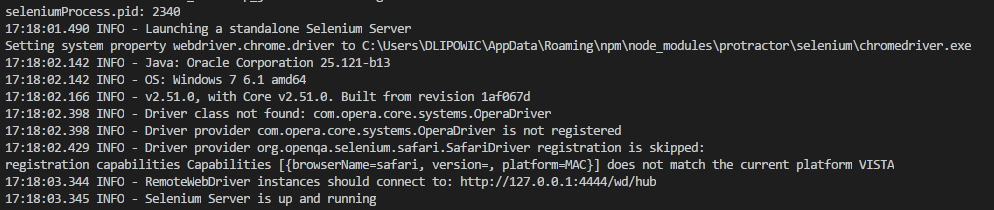 seleniumProcess.pid: 2340
17:18:01.490 INFO - Launching a standalone Selenium Server
Setting system property webdriver.chrome.driver to C:\Users\DLIPOWIC\AppData\Roaming\npm\node_modules\protractor\selenium\chromedriver.exe
17:18:02.142 INFO - Java: Oracle Corporation 25.121-b13
17:18:02.142 INFO - OS: Windows 7 6.1 amd64
17:18:02.166 INFO - v2.51.0, with Core v2.51.0. Built from revision 1af067d
17:18:02.398 INFO - Driver class not found: com.opera.core.systems.OperaDriver
17:18:02.398 INFO - Driver provider com.opera.core.systems.OperaDriver is not registered
17:18:02.429 INFO - Driver provider org.openqa.selenium.safari.SafariDriver registration is skipped:
registration capabilities Capabilities [{browserName=safari, version=, platform=MAC}] does not match the current platform VISTA
17:18:03.344 INFO - RemoteWebDriver instances should connect to: http://127.0.0.1:4444/wd/hub
17:18:03.345 INFO - Selenium Server is up and running